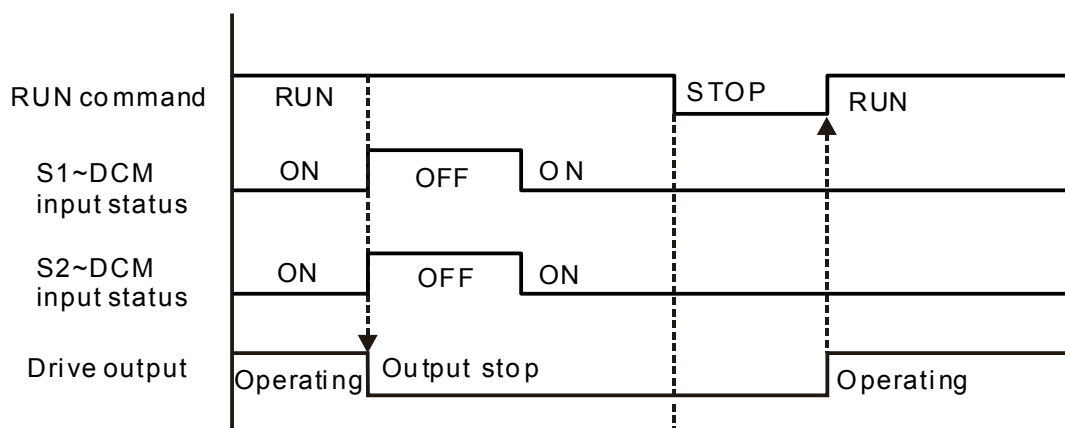 RUN command
RUN
STOP
RUN
S1~DCM
input status
ON
OFF
ON
S2~DCM
input status
ON
OFF
ON
Drive output
Operating
Output stop
Operating